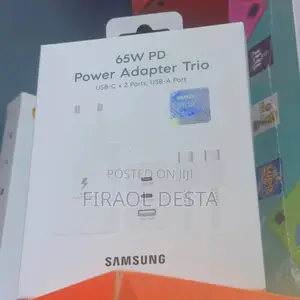 65W PD
Power Adapter Trio
USB-C x 2 Ports, USB-A Port
POSTED ON JIJI
FIRAOL DESTA
SAMSUNG